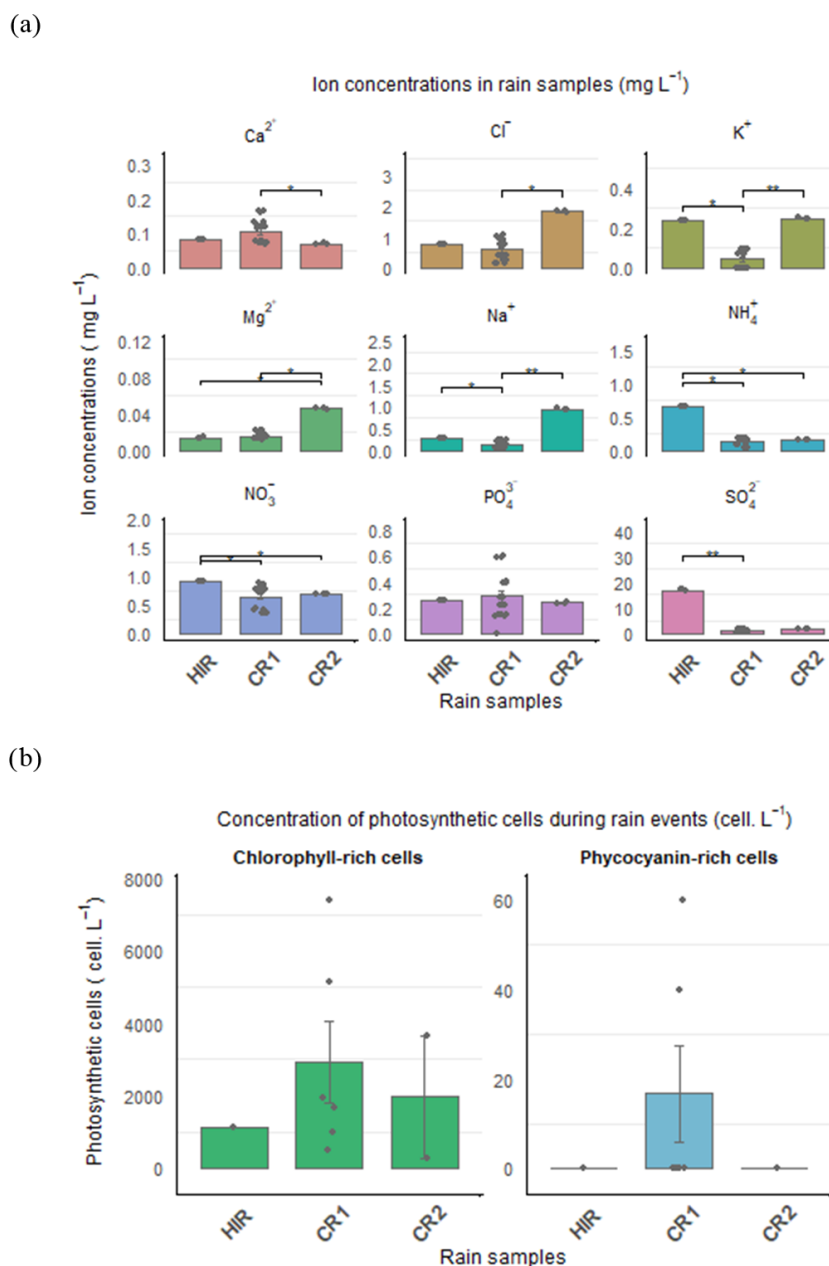 (a)
Ion concentrations in rain samples (mg L⁻¹)
Ca²⁺ Cl⁻ K⁺
0.3 3 0.4
0.2 2 0.2
0.1 1 0.0
0.0 0
* * * **
Mg²⁺ Na⁺ NH₄⁺
0.12 2.5 1.5
0.08 2.0 1.0
0.04 1.5 0.5
0.00 1.0 0.0
0.5
0.0
* * * ** * *
NO₃⁻ PO₄³⁻ SO₄²⁻
2.0 0.8 40
1.5 0.6 30
1.0 0.4 20
0.5 0.2 10
0.0 0.0 0
* * **
Ion concentrations ( mg L⁻¹)
HIR CR1 CR2 HIR CR1 CR2 HIR CR1 CR2
Rain samples
(b)
Concentration of photosynthetic cells during rain events (cell. L⁻¹)
Chlorophyll-rich cells Phycocyanin-rich cells
8000 60
6000 40
4000 20
2000 0
0
Photosynthetic cells ( cell. L⁻¹)
HIR CR1 CR2 HIR CR1 CR2
Rain samples